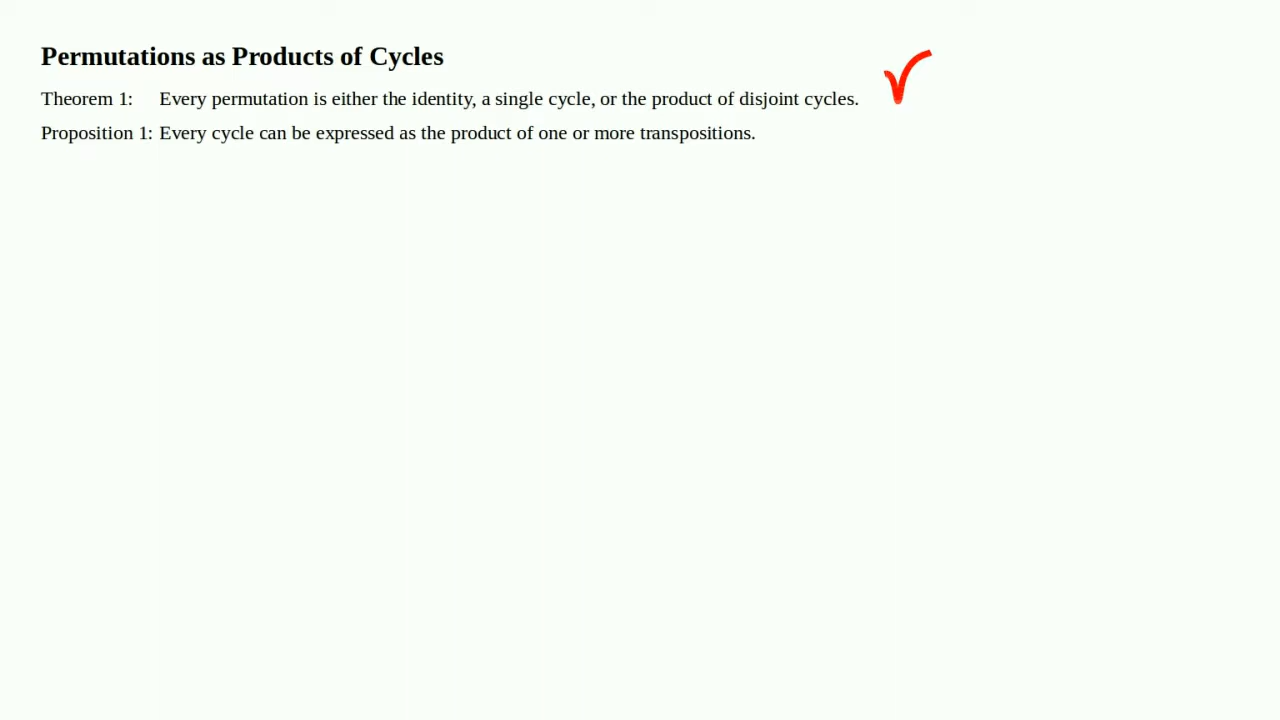 Permutations as Products of Cycles
Theorem 1: Every permutation is either the identity, a single cycle, or the product of disjoint cycles.
Proposition 1: Every cycle can be expressed as the product of one or more transpositions.